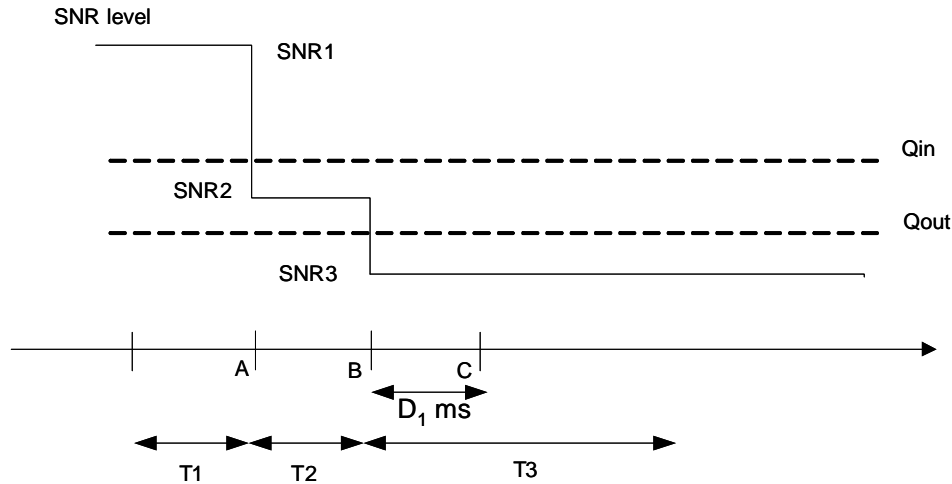 SNR level
SNR1
Qin
SNR2
Qout
SNR3
A
B
C
D₁ ms
T1
T2
T3